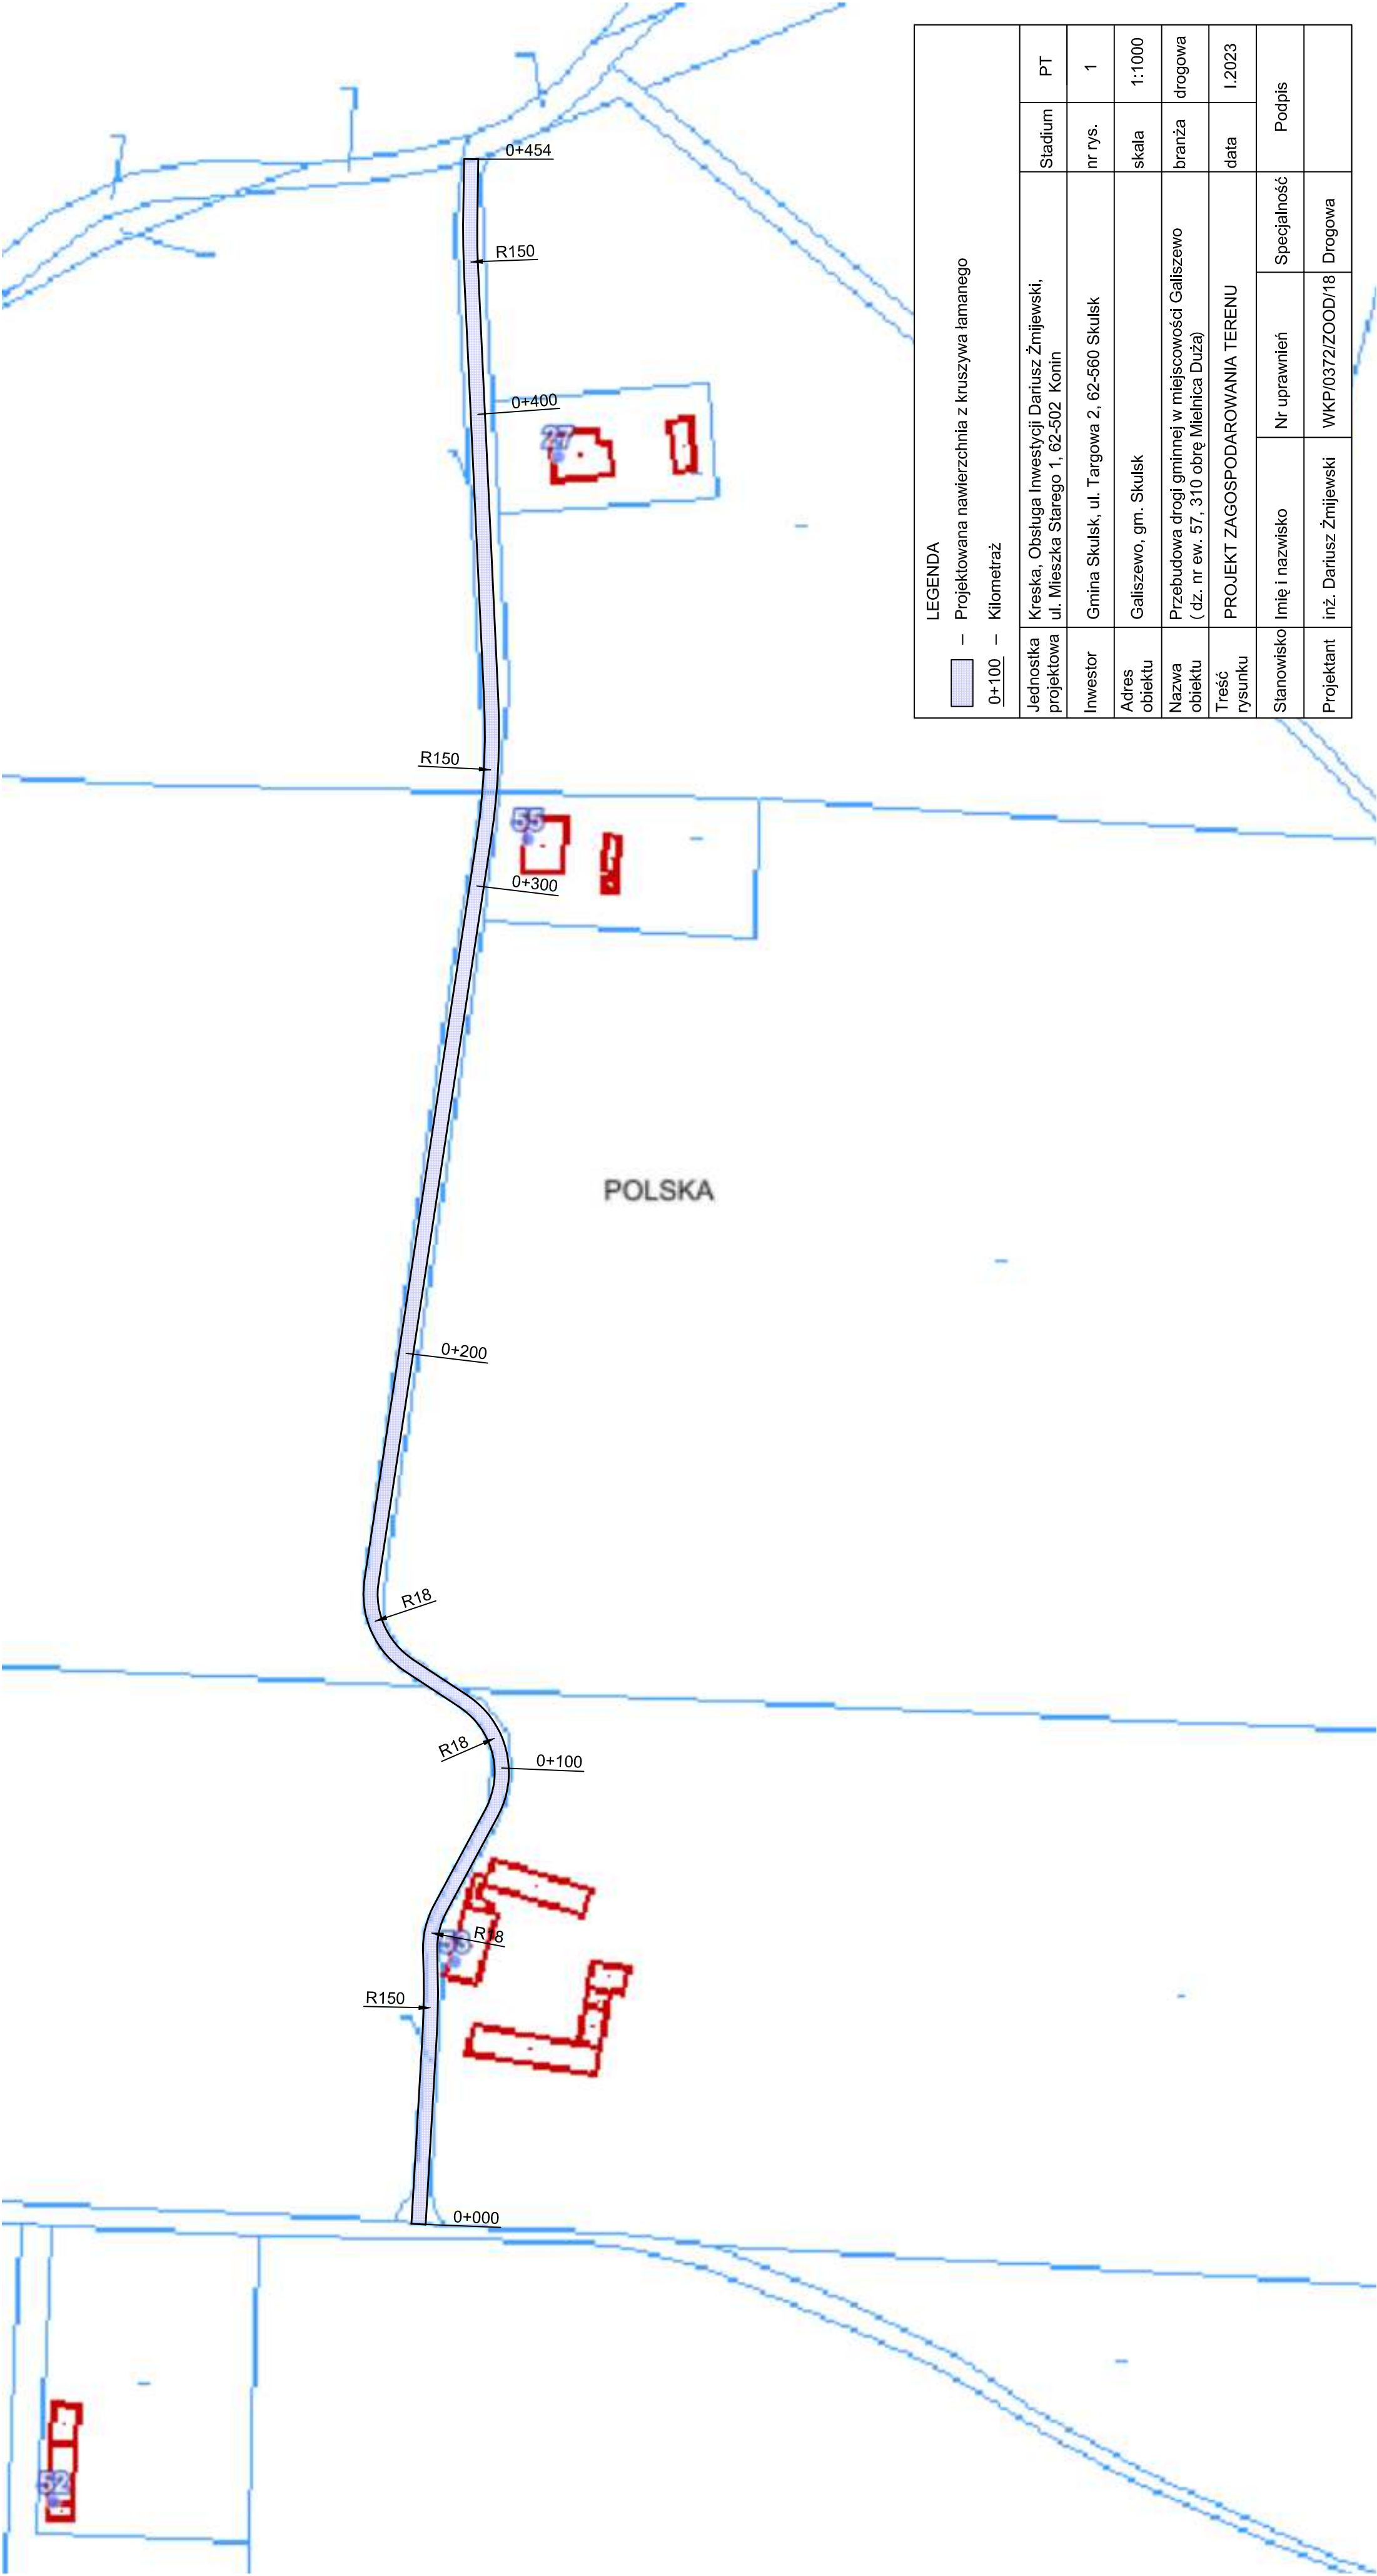 0+454
R150
0+400
27
R150
55
0+300
POLSKA
0+200
R18
R18
0+100
R18
53
R150
0+000
52
LEGENDA
– Projektowana nawierzchnia z kruszywa łamanego
0+100 – Kilometraż
Jednostka projektowa
Kreska, Obsługa Inwestycji Dariusz Żmijewski,
ul. Mieszka Starego 1, 62-502 Konin
Stadium
PT
Inwestor
Gmina Skulsk, ul. Targowa 2, 62-560 Skulsk
nr rys.
1
Adres obiektu
Galiszewo, gm. Skulsk
skala
1:1000
Nazwa obiektu
Przebudowa drogi gminnej w miejscowości Galiszewo
( dz. nr ew. 57, 310 obrę Mielnica Duża)
branża
drogowa
Treść rysunku
PROJEKT ZAGOSPODAROWANIA TERENU
data
I.2023
Stanowisko
Imię i nazwisko
Nr uprawnień
Specjalność
Podpis
Projektant
inż. Dariusz Żmijewski
WKP/0372/ZOOD/18
Drogowa